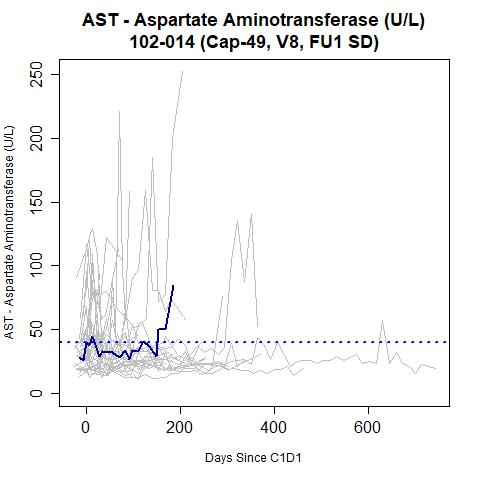 AST - Aspartate Aminotransferase (U/L)
102-014 (Cap-49, V8, FU1 SD)
AST - Aspartate Aminotransferase (U/L)
250
200
150
100
50
0
0
200
400
600
Days Since C1D1